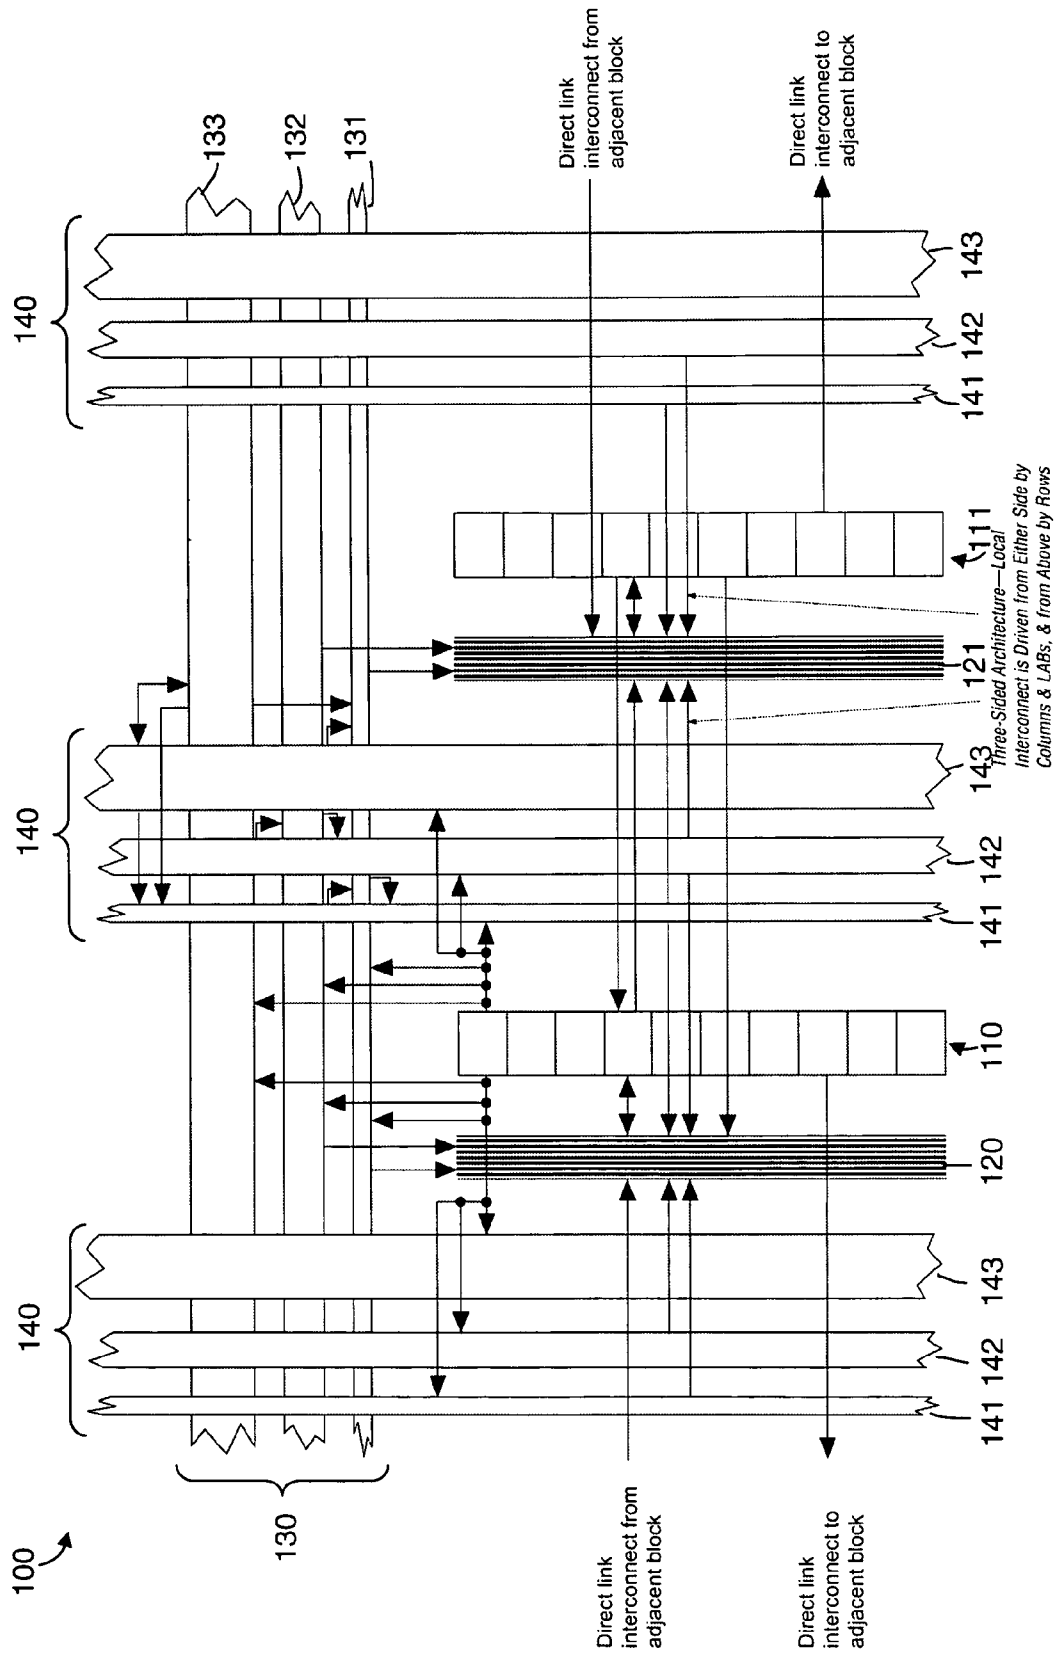 100
140
140
140
133
130
132
131
Direct link
interconnect from
adjacent block
Direct link
interconnect from
adjacent block
Direct link
interconnect to
adjacent block
Direct link
interconnect to
adjacent block
141
142
143
120
110
141
142
143
121
111
141
142
143
Three-Sided Architecture—Local
Interconnect is Driven from Either Side by
Columns & LABs, & from Above by Rows